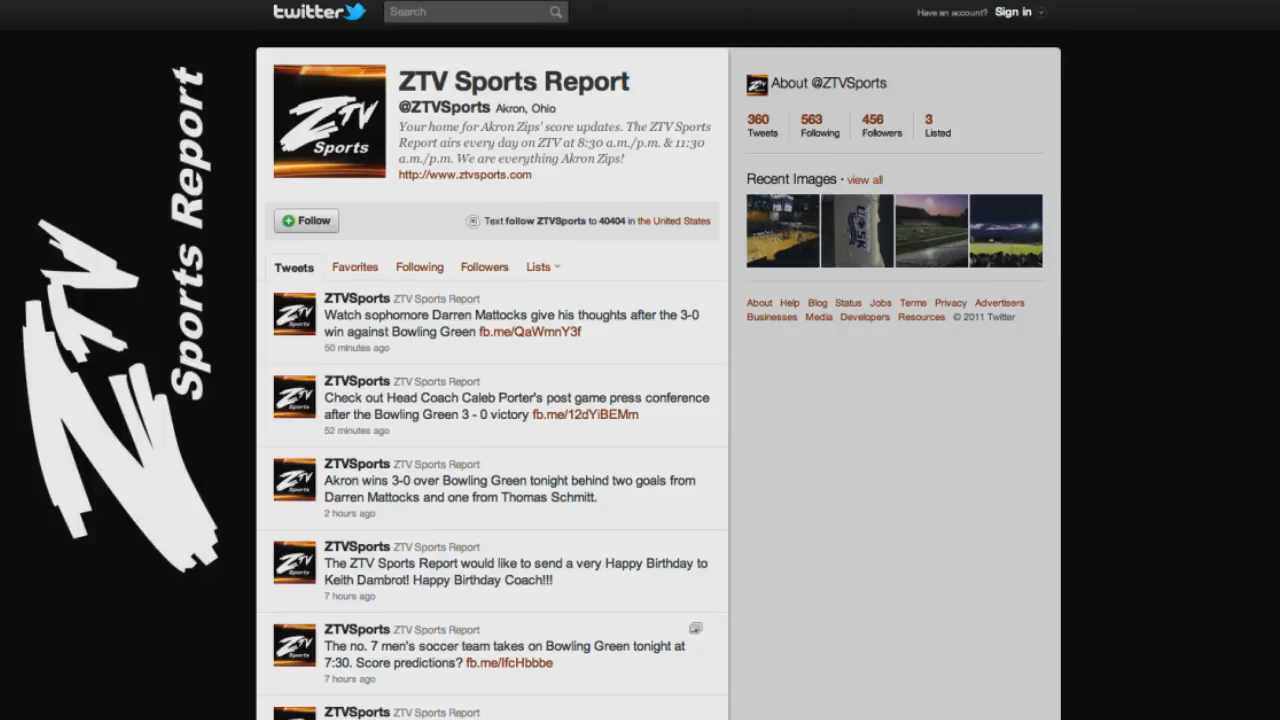 twitter
Search
Have an account? Sign in
ZTV
Sports Report
ZTV
Sports
ZTV Sports Report
@ZTVSports Akron, Ohio
Your home for Akron Zips' score updates. The ZTV Sports
Report airs every day on ZTV at 8:30 a.m./p.m. & 11:30
a.m./p.m. We are everything Akron Zips!
http://www.ztvsports.com
Follow
Text follow ZTVSports to 40404 in the United States
Tweets Favorites Following Followers Lists
ZTVSports ZTV Sports Report
Watch sophomore Darren Mattocks give his thoughts after the 3-0
win against Bowling Green fb.me/QaWmnY3f
50 minutes ago
ZTVSports ZTV Sports Report
Check out Head Coach Caleb Porter's post game press conference
after the Bowling Green 3 - 0 victory fb.me/12dYiBEMm
52 minutes ago
ZTVSports ZTV Sports Report
Akron wins 3-0 over Bowling Green tonight behind two goals from
Darren Mattocks and one from Thomas Schmitt.
2 hours ago
ZTVSports ZTV Sports Report
The ZTV Sports Report would like to send a very Happy Birthday to
Keith Dambrot! Happy Birthday Coach!!!
7 hours ago
ZTVSports ZTV Sports Report
The no. 7 men's soccer team takes on Bowling Green tonight at
7:30. Score predictions? fb.me/IfcHbbbe
7 hours ago
ZTVSports ZTV Sports Report
About @ZTVSports
360 563 456 3
Tweets Following Followers Listed
Recent Images · view all
About Help Blog Status Jobs Terms Privacy Advertisers
Businesses Media Developers Resources © 2011 Twitter